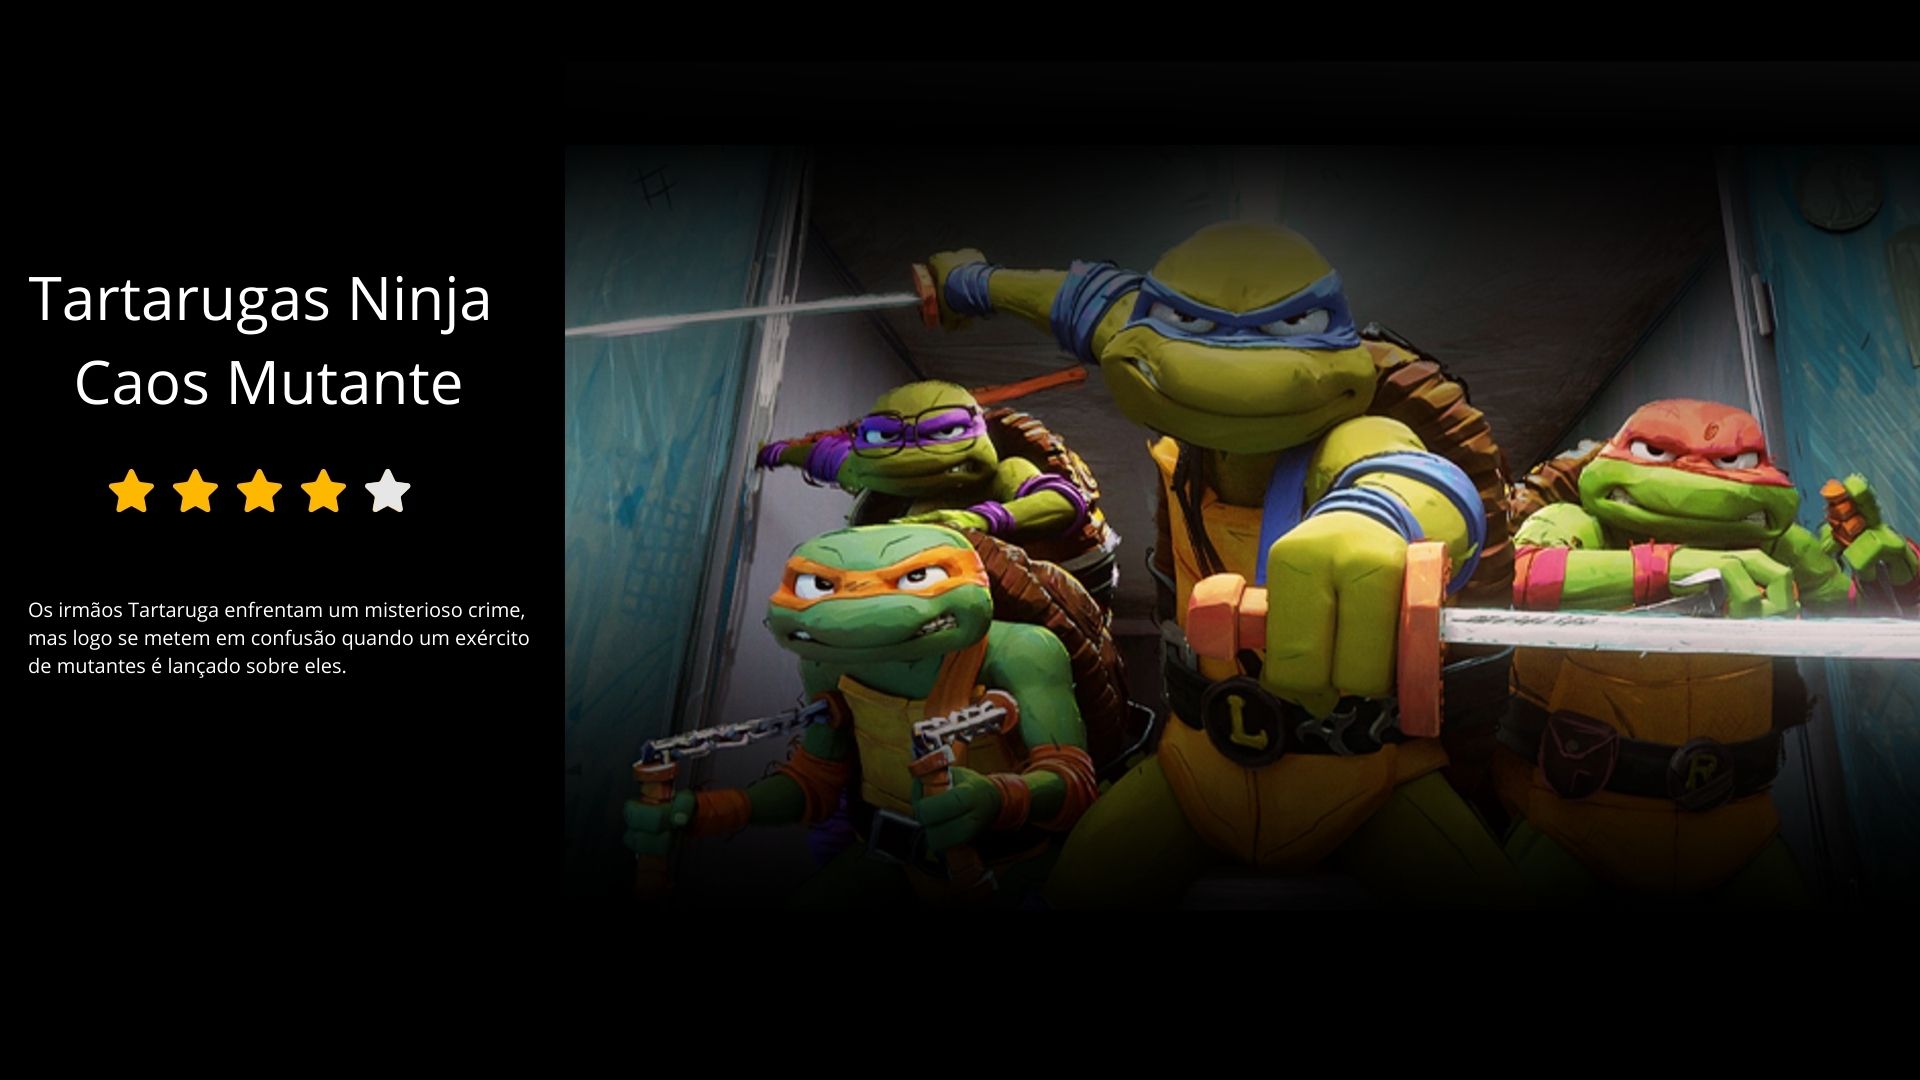 Tartarugas Ninja
Caos Mutante
Os irmãos Tartaruga enfrentam um misterioso crime,
mas logo se metem em confusão quando um exército
de mutantes é lançado sobre eles.
L
R